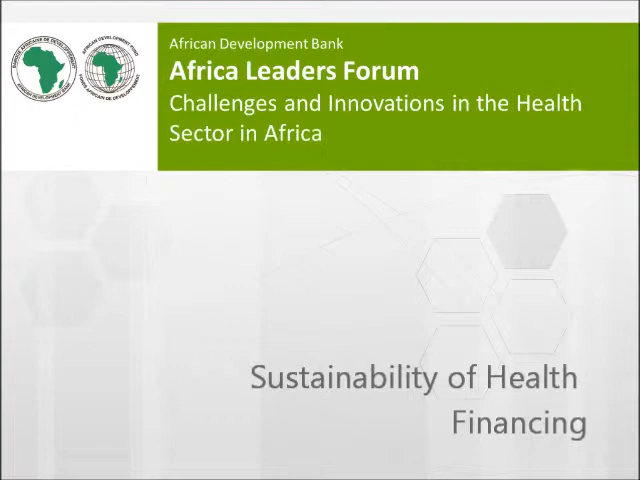 African Development Bank
Africa Leaders Forum
Challenges and Innovations in the Health
Sector in Africa
Sustainability of Health
Financing